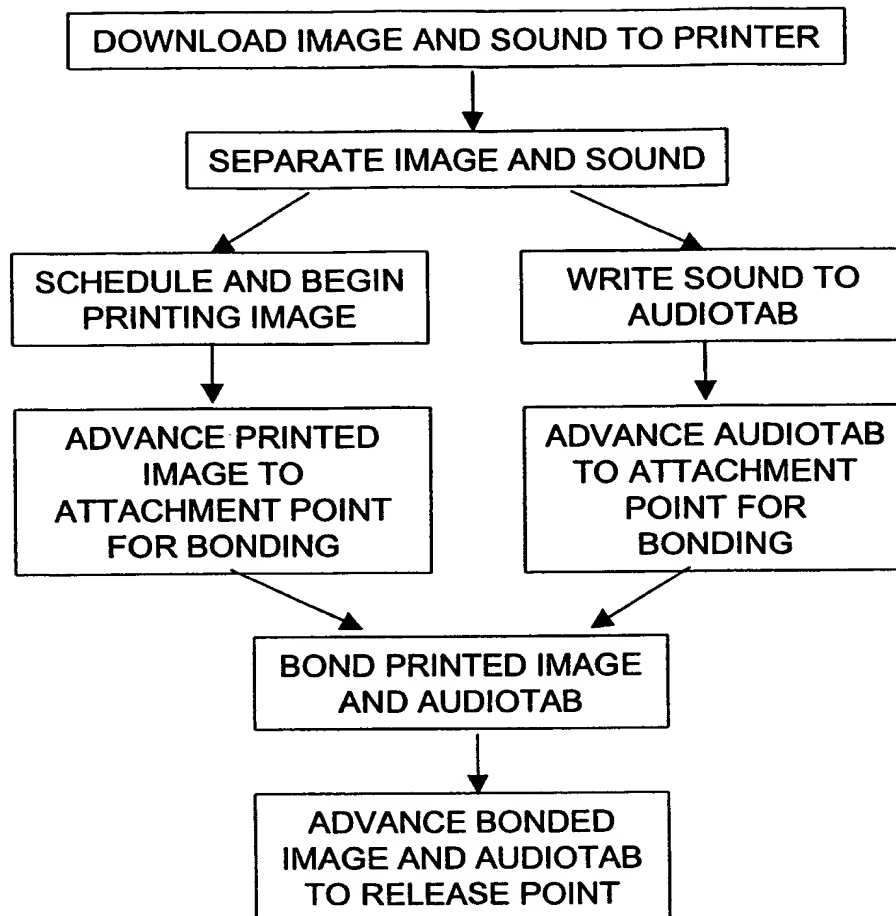 DOWNLOAD IMAGE AND SOUND TO PRINTER
SEPARATE IMAGE AND SOUND
SCHEDULE AND BEGIN
PRINTING IMAGE
WRITE SOUND TO
AUDIOTAB
ADVANCE PRINTED
IMAGE TO
ATTACHMENT POINT
FOR BONDING
ADVANCE AUDIOTAB
TO ATTACHMENT
POINT FOR
BONDING
BOND PRINTED IMAGE
AND AUDIOTAB
ADVANCE BONDED
IMAGE AND AUDIOTAB
TO RELEASE POINT